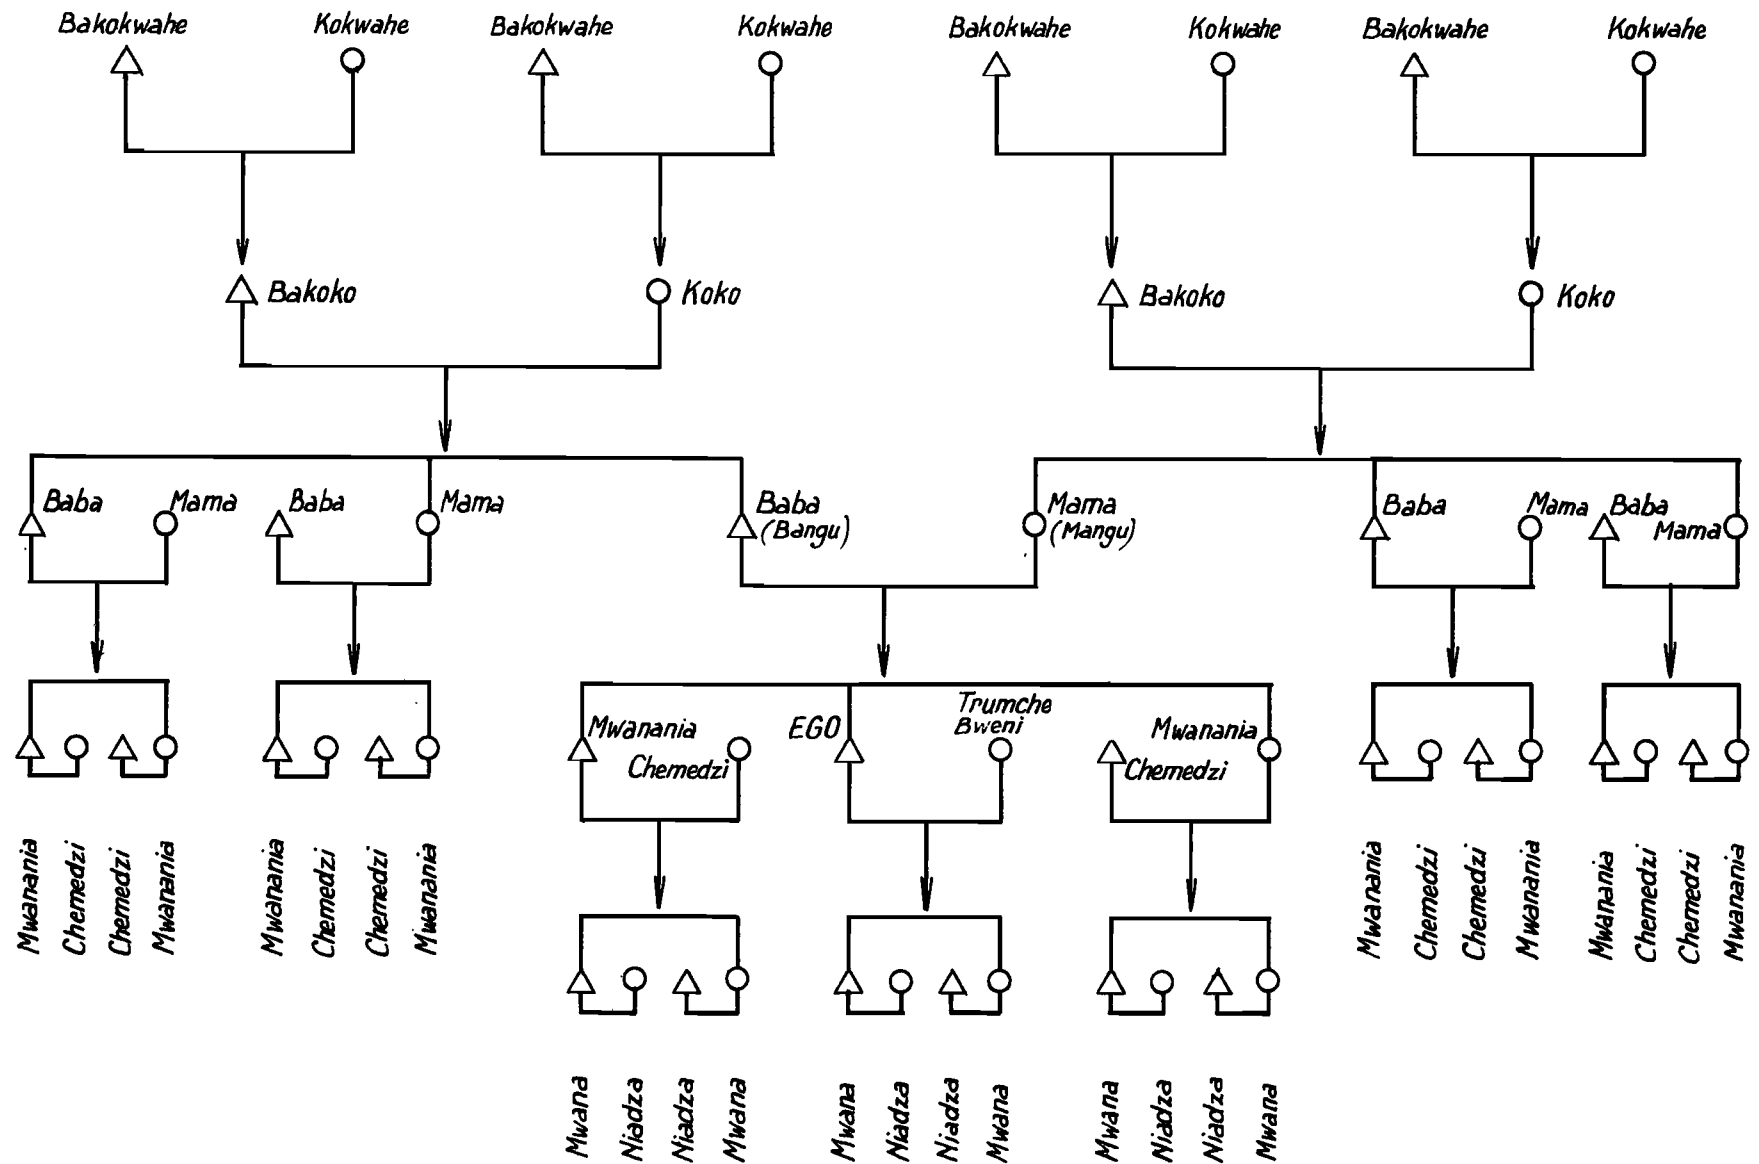 Bakokwahe Kokwahe Bakokwahe Kokwahe Bakokwahe Kokwahe Bakokwahe Kokwahe
Bakoko Koko Bakoko Koko
Baba Mama Baba Mama Baba Mama Baba Mama Baba
(Bangu) (Mangu) Mama
Trumche
Mwanania EGO Bweni Mwanania
Chemedzi Chemedzi
Mwanania
Chemedzi
Chemedzi
Mwanania
Mwanania
Chemedzi
Chemedzi
Mwanania
Mwanania
Chemedzi
Chemedzi
Mwanania
Mwanania
Chemedzi
Chemedzi
Mwanania
Mwana
Niadza
Niadza
Mwana
Mwana
Niadza
Niadza
Mwana
Mwana
Niadza
Niadza
Mwana